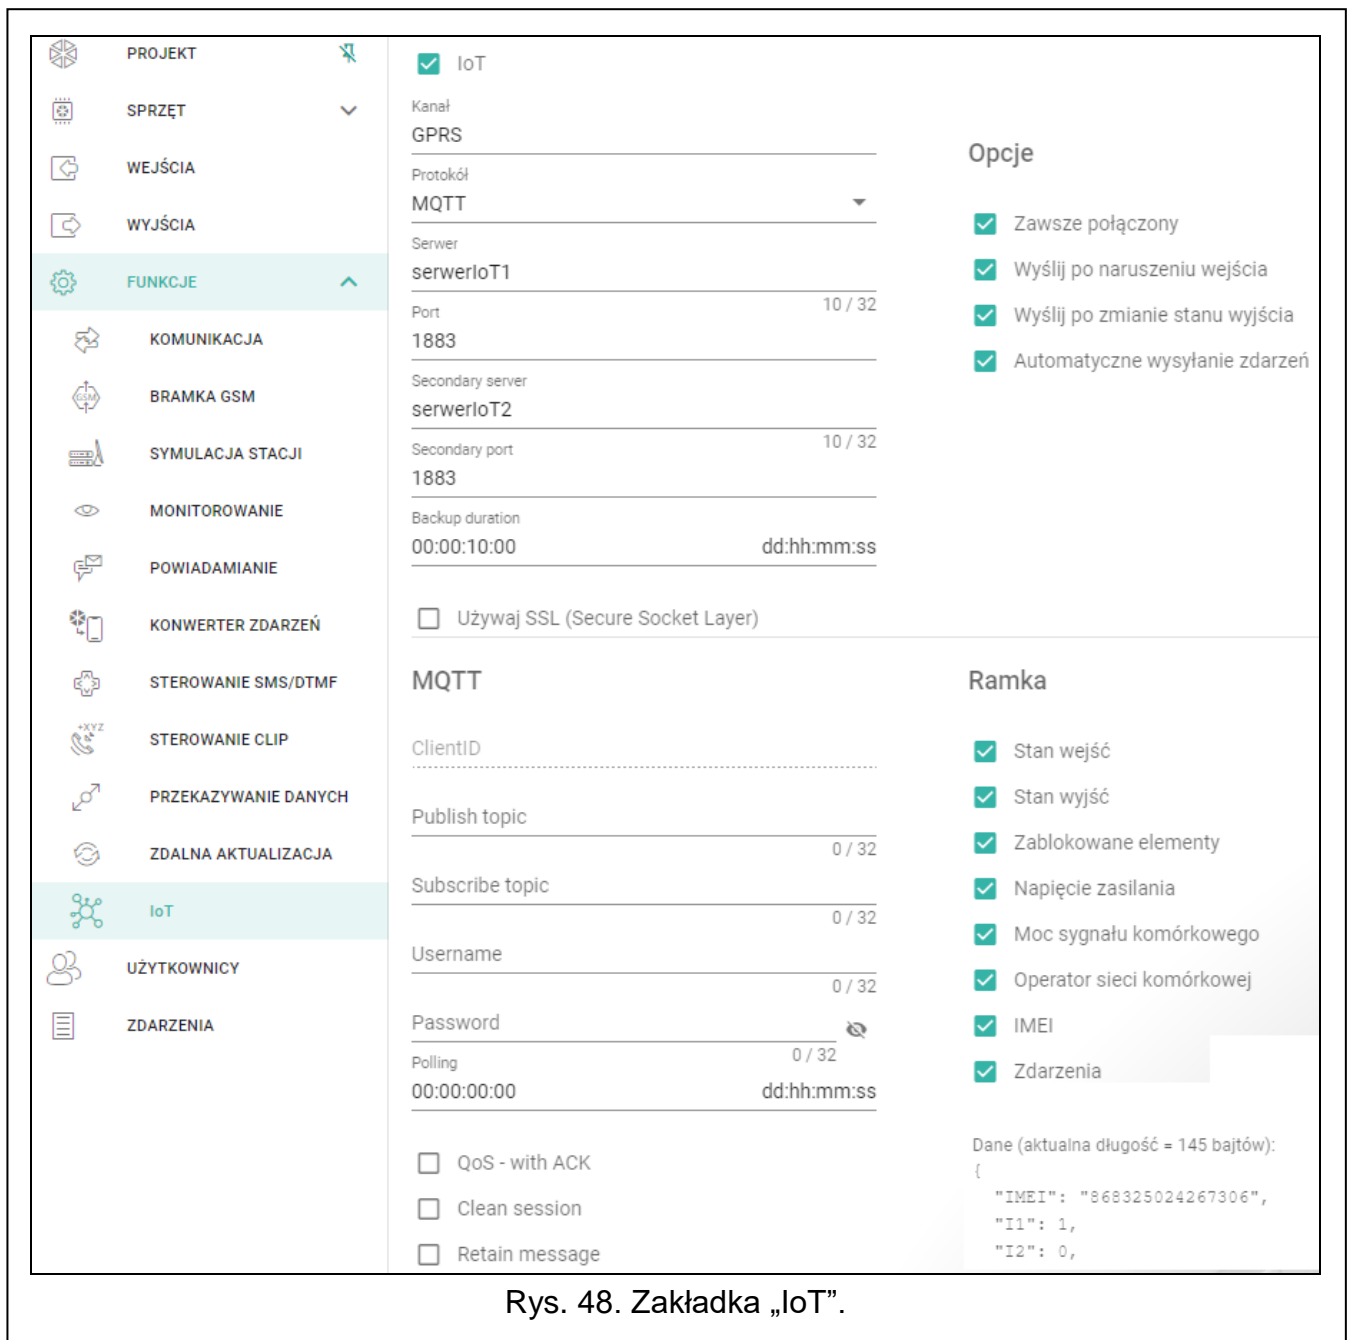 PROJEKT
SPRZĘT
WEJŚCIA
WYJŚCIA
FUNKCJE
KOMUNIKACJA
GSM
BRAMKA GSM
SYMULACJA STACJI
MONITOROWANIE
POWIADAMIANIE
KONWERTER ZDARZEŃ
STEROWANIE SMS/DTMF
+XYZ
STEROWANIE CLIP
PRZEKAZYWANIE DANYCH
ZDALNA AKTUALIZACJA
IoT
UŻYTKOWNICY
ZDARZENIA
IoT
Kanał
GPRS
Protokół
MQTT
Serwer
serwerIoT1
10 / 32
Port
1883
Secondary server
serwerIoT2
10 / 32
Secondary port
1883
Backup duration
00:00:10:00 dd:hh:mm:ss
Używaj SSL (Secure Socket Layer)
Opcje
Zawsze połączony
Wyślij po naruszeniu wejścia
Wyślij po zmianie stanu wyjścia
Automatyczne wysyłanie zdarzeń
MQTT
ClientID
Publish topic
0 / 32
Subscribe topic
0 / 32
Username
0 / 32
Password
0 / 32
Polling
00:00:00:00 dd:hh:mm:ss
QoS - with ACK
Clean session
Retain message
Ramka
Stan wejść
Stan wyjść
Zablokowane elementy
Napięcie zasilania
Moc sygnału komórkowego
Operator sieci komórkowej
IMEI
Zdarzenia
Dane (aktualna długość = 145 bajtów):
{
"IMEI": "868325024267306",
"I1": 1,
"I2": 0,
Rys. 48. Zakładka „IoT”.